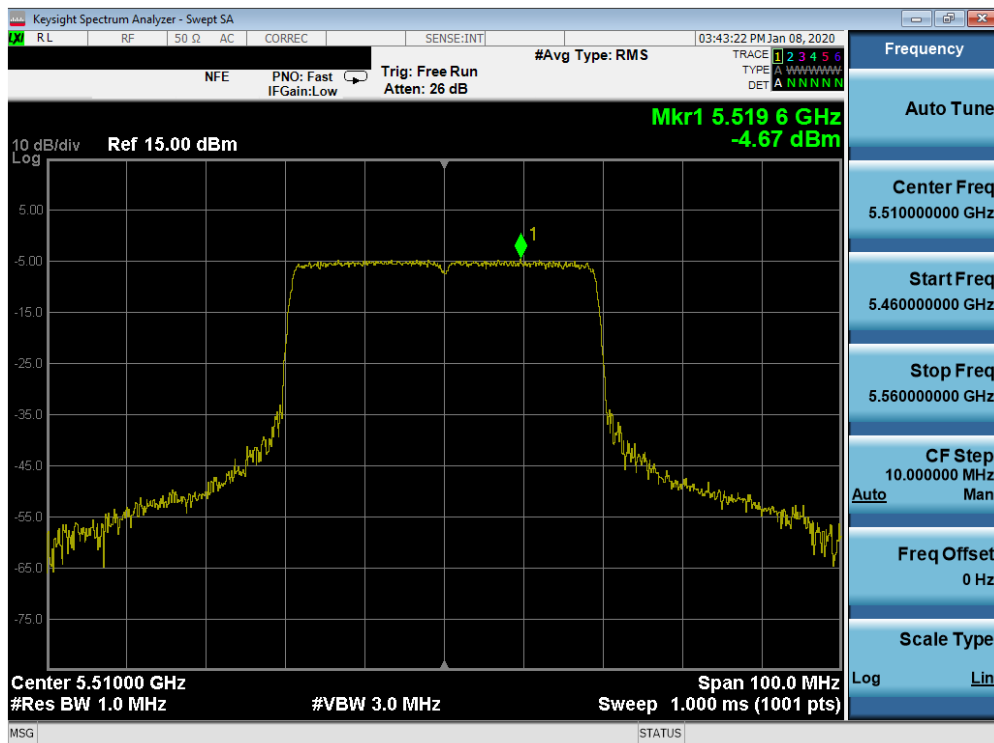 Keysight Spectrum Analyzer - Swept SA
LXI RL RF 50 Ω AC CORREC SENSE:INT 03:43:22 PM Jan 08, 2020
NFE PNO: Fast IFGain:Low Trig: Free Run Atten: 26 dB #Avg Type: RMS
TRACE 1 2 3 4 5 6
TYPE A WWWWW
DET A N N N N N
Mkr1 5.519 6 GHz
-4.67 dBm
10 dB/div Ref 15.00 dBm
Log
5.00
1
-5.00
-15.0
-25.0
-35.0
-45.0
-55.0
-65.0
-75.0
Center 5.51000 GHz Span 100.0 MHz
#Res BW 1.0 MHz #VBW 3.0 MHz Sweep 1.000 ms (1001 pts)
MSG STATUS
Frequency
Auto Tune
Center Freq
5.510000000 GHz
Start Freq
5.460000000 GHz
Stop Freq
5.560000000 GHz
CF Step
10.000000 MHz
Auto Man
Freq Offset
0 Hz
Scale Type
Log Lin